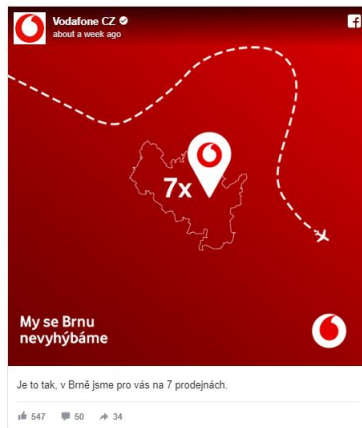 Vodafone CZ
about a week ago
7x
My se Brnu
nevyhýbáme
Je to tak, v Brně jsme pro vás na 7 prodejnách.
547 50 34